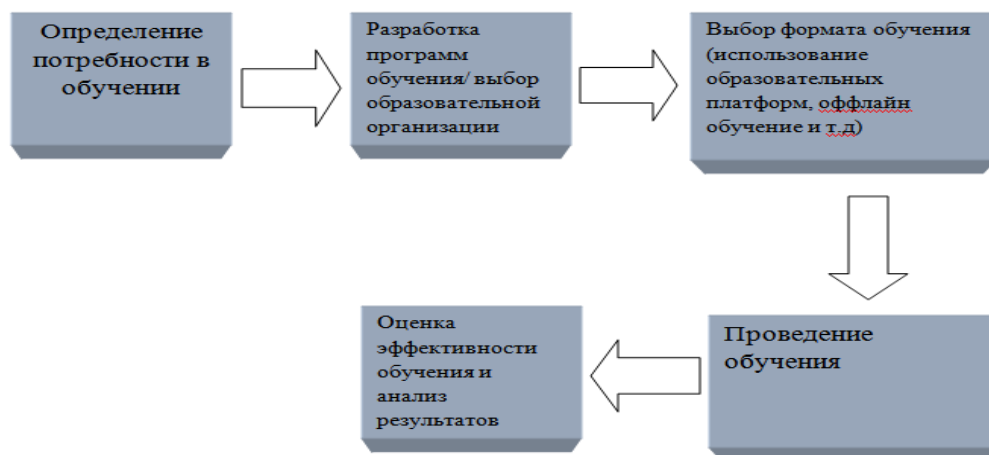 Определение
потребности в
обучении
Разработка
программ
обучения/ выбор
образовательной
организации
Выбор формата обучения
(использование
образовательных
платформ, оффлайн
обучение и т.д)
Проведение
обучения
Оценка
эффективности
обучения и
анализ
результатов